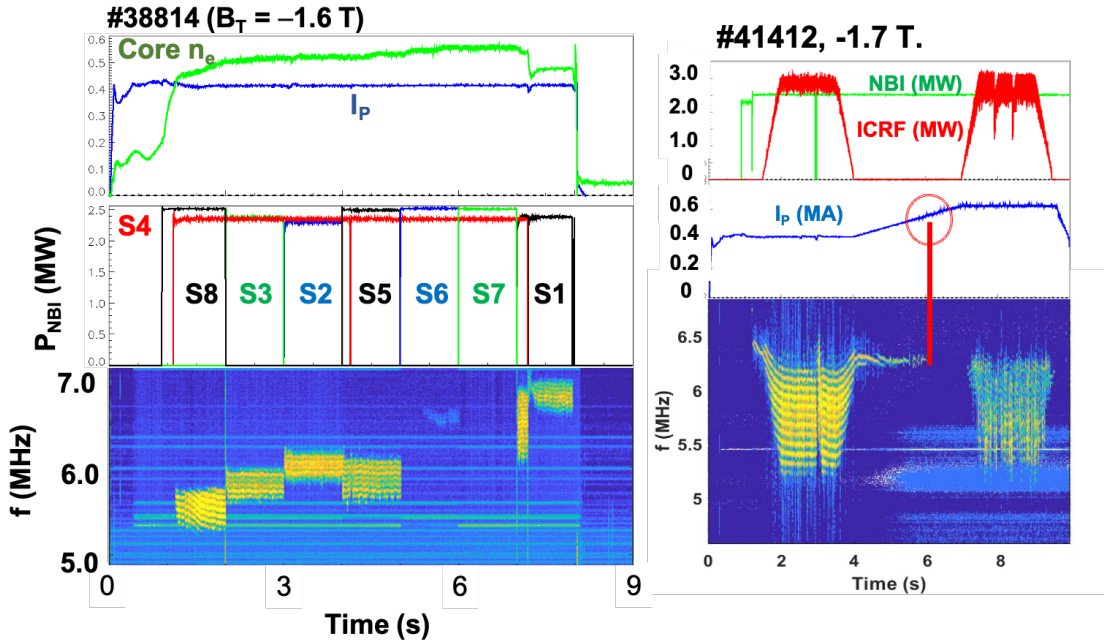 #38814 (B_T = −1.6 T)
0.6
0.5
0.4
0.3
0.2
0.1
0.0
Core n_e
I_P
2.5
2.0
1.5
1.0
0.5
0.0
P_NBI (MW)
S4
S8
S3
S2
S5
S6
S7
S1
7.0
6.0
5.0
f (MHz)
0
3
6
9
Time (s)
#41412, -1.7 T.
3.0
2.0
1.0
0
NBI (MW)
ICRF (MW)
0.6
0.4
0.2
0
I_P (MA)
6.5
6
5.5
5
f (MHz)
0
2
4
6
8
Time (s)